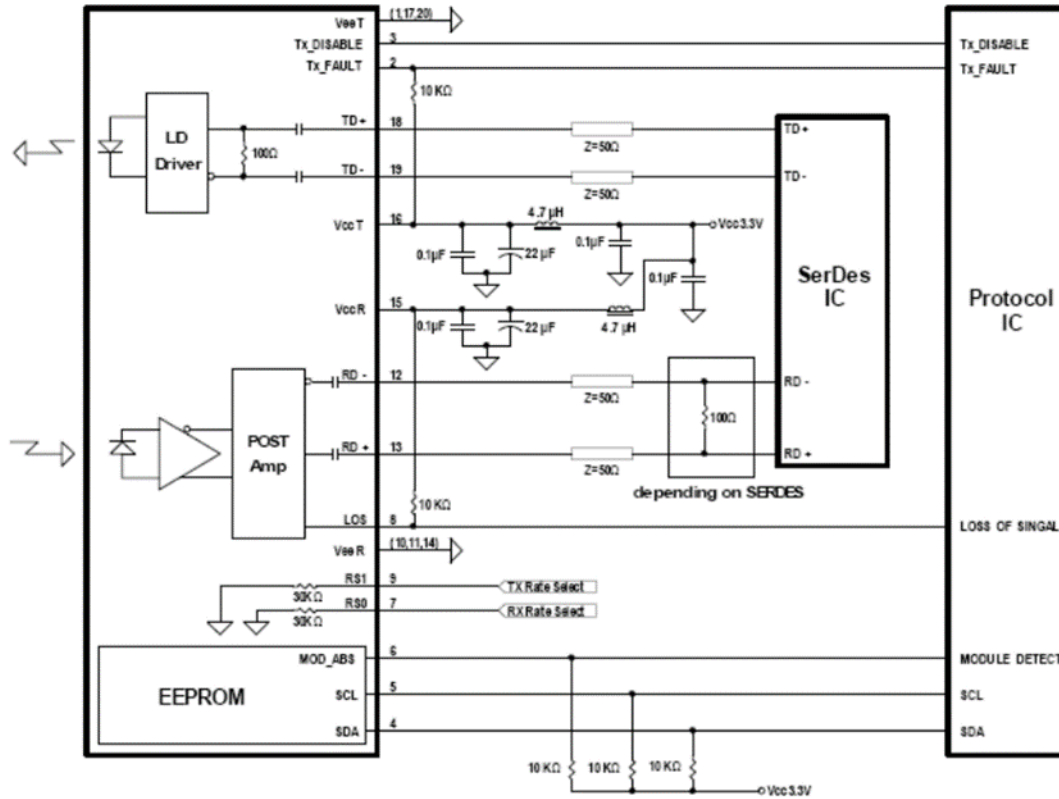 VeeT (1,17,20)
Tx_DISABLE 3 Tx_DISABLE
Tx_FAULT 2 Tx_FAULT
10 KΩ
LD
Driver
100Ω
TD+ 18 TD+
Z=50Ω
TD- 19 TD-
Z=50Ω
VccT 16 4.7 µH Vcc3.3V
0.1µF 22 µF 0.1µF 0.1µF
SerDes
IC
Protocol
IC
VccR 15
0.1µF 22 µF 4.7 µH
RD - 12 RD -
Z=50Ω
100Ω
POST
Amp
RD + 13 RD +
Z=50Ω
depending on SERDES
10 KΩ
LOS 8 LOSS OF SINGAL
VeeR (10,11,14)
RS1 9 TX Rate Select
30KΩ
RS0 7 RX Rate Select
30KΩ
MOD_ABS 6 MODULE DETECT
EEPROM
SCL 5 SCL
SDA 4 SDA
10 KΩ 10 KΩ 10 KΩ
Vcc3.3V